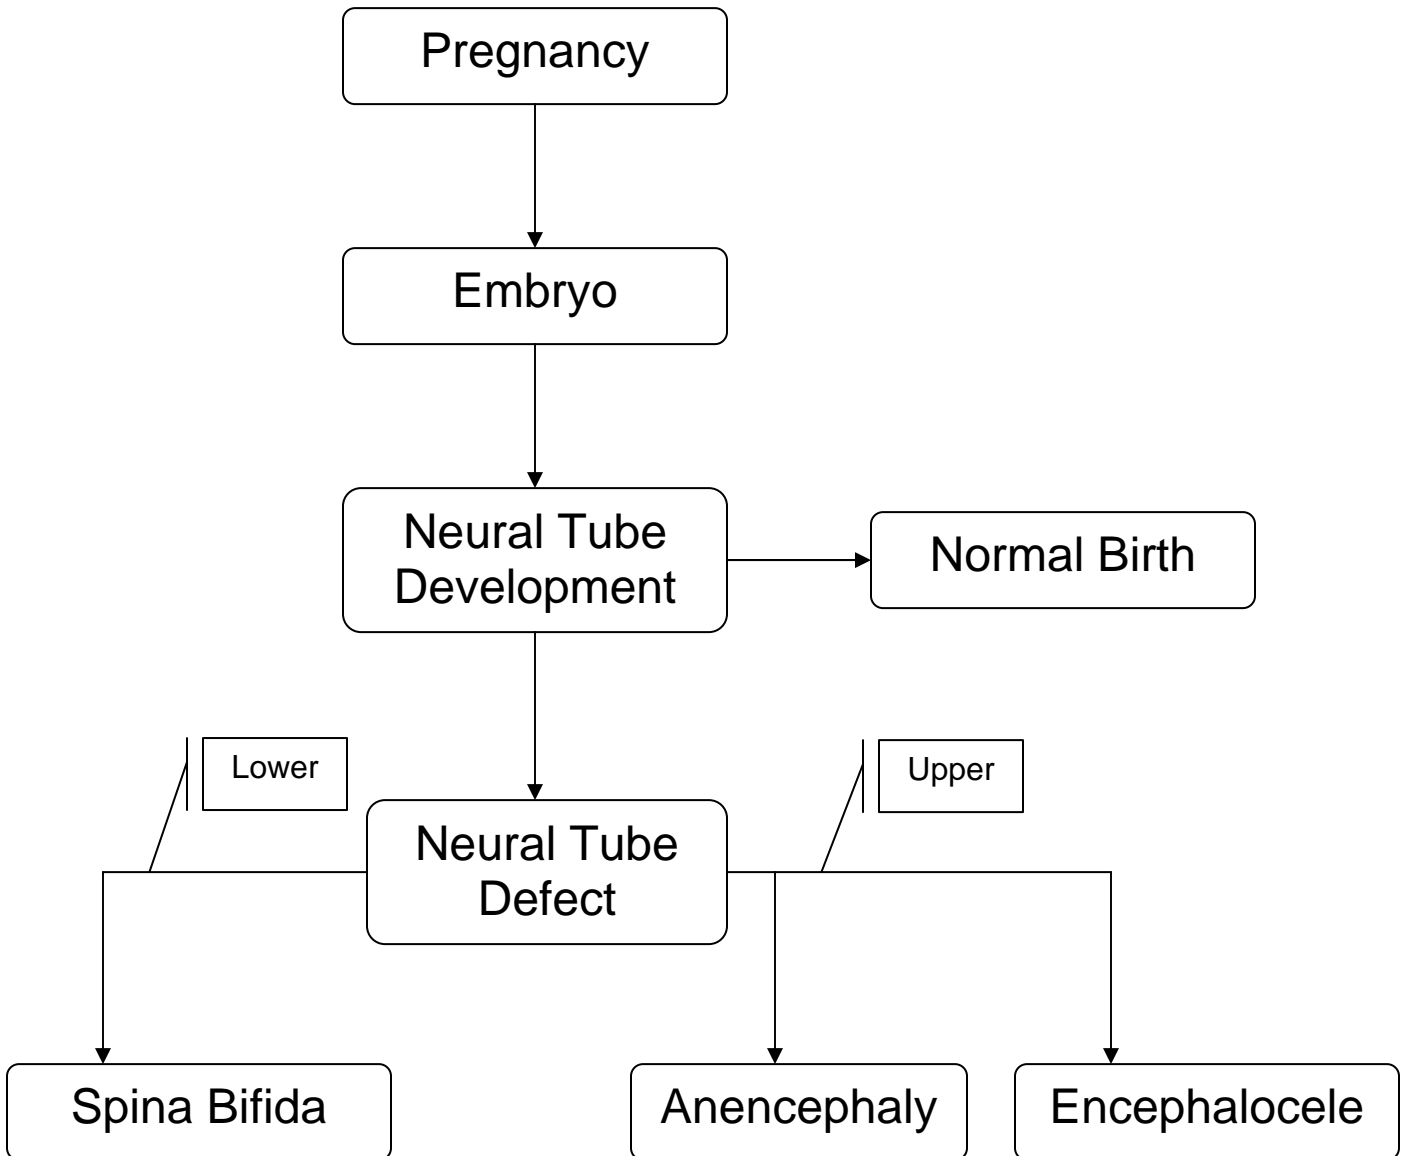 Pregnancy
Embryo
Neural Tube
Development
Normal Birth
Lower
Upper
Neural Tube
Defect
Spina Bifida
Anencephaly
Encephalocele